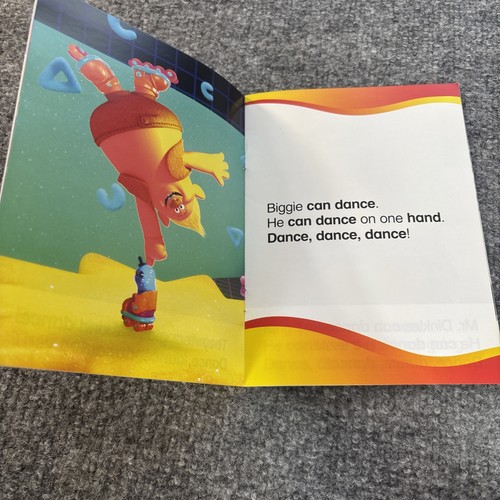 Biggie can dance.
He can dance on one hand.
Dance, dance, dance!